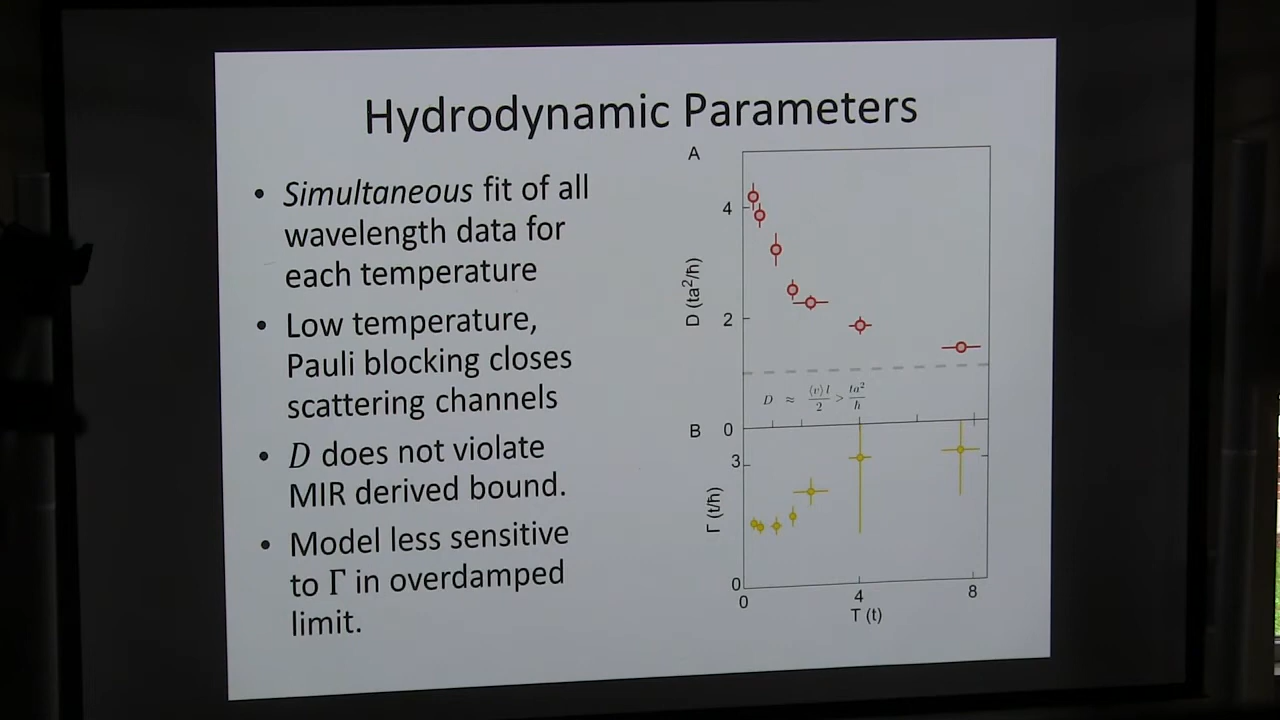 Hydrodynamic Parameters
• Simultaneous fit of all
wavelength data for
each temperature
• Low temperature,
Pauli blocking closes
scattering channels
• D does not violate
MIR derived bound.
• Model less sensitive
to Γ in overdamped
limit.
A
4
2
0
D (ta²/ħ)
D ≈ ⟨v⟩l/2 > ta²/ħ
B
3
0
Γ (t/ħ)
0 4 8
T (t)